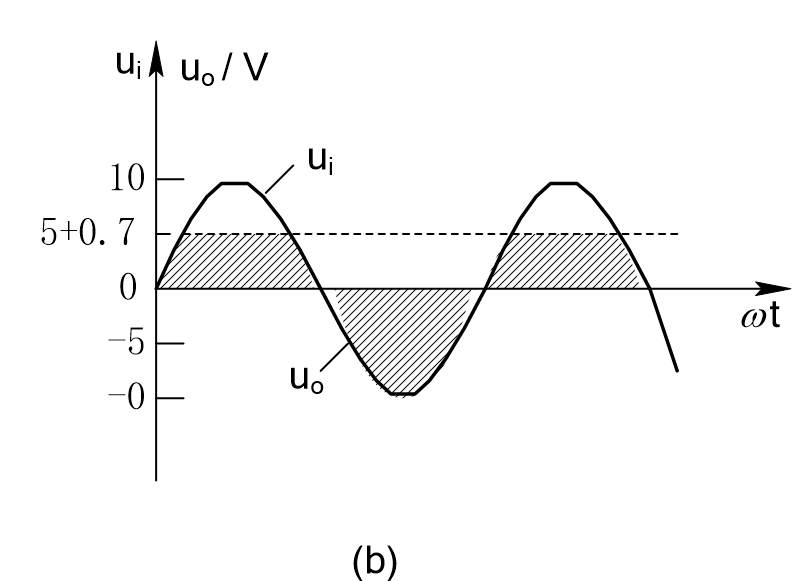 uᵢ uₒ / V
uᵢ
10
5+0. 7
0
ωt
−5
uₒ
−0
(b)